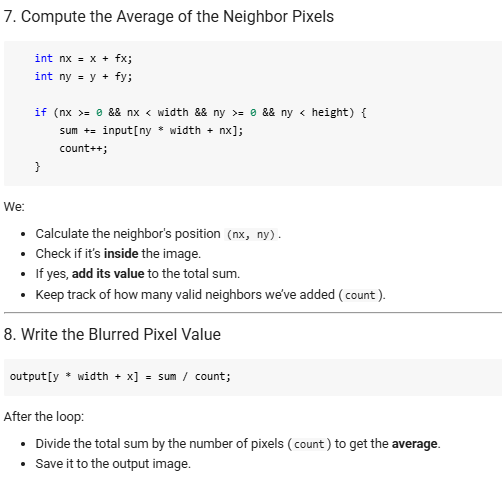 7. Compute the Average of the Neighbor Pixels
int nx = x + fx;
int ny = y + fy;
if (nx >= 0 && nx < width && ny >= 0 && ny < height) {
sum += input[ny * width + nx];
count++;
}
We:
• Calculate the neighbor's position (nx, ny).
• Check if it's inside the image.
• If yes, add its value to the total sum.
• Keep track of how many valid neighbors we've added (count).
8. Write the Blurred Pixel Value
output[y * width + x] = sum / count;
After the loop:
• Divide the total sum by the number of pixels (count) to get the average.
• Save it to the output image.